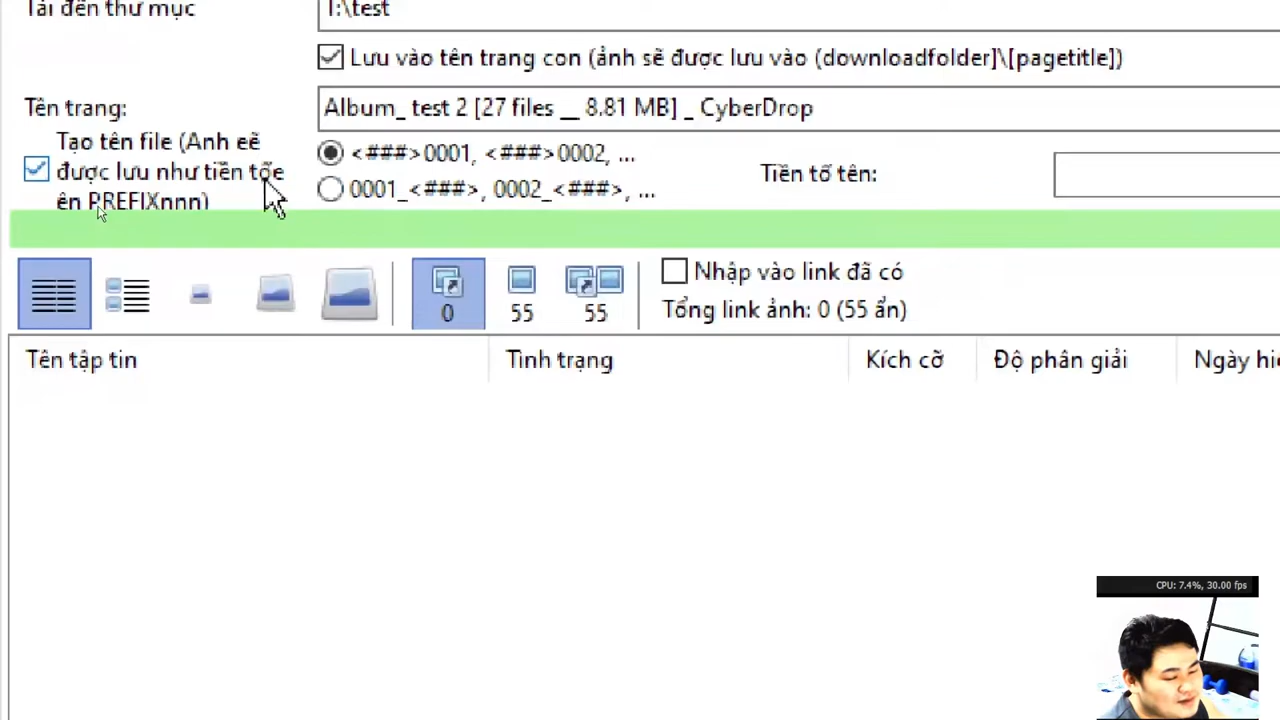 Tải đến thư mục
T:\test
Lưu vào tên trang con (ảnh sẽ được lưu vào (downloadfolder]\[pagetitle])
Tên trang:
Album_ test 2 [27 files __ 8.81 MB] _ CyberDrop
Tạo tên file (Anh eẽ
được lưu như tiền tốe
ên PREFIXnnn)
<###>0001, <###>0002, ...
0001_<###>, 0002_<###>, ...
Tiền tố tên:
0
55
55
Nhập vào link đã có
Tổng link ảnh: 0 (55 ẩn)
Tên tập tin
Tình trạng
Kích cỡ
Độ phân giải
Ngày hiệ
CPU: 7.4%, 30.00 fps